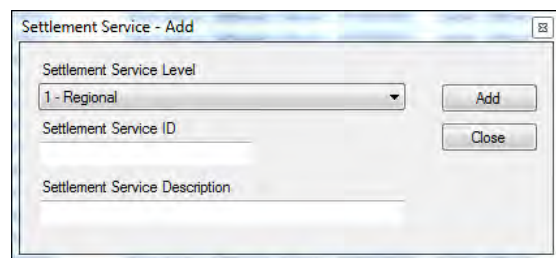 Settlement Service - Add
Settlement Service Level
1 - Regional
Add
Settlement Service ID
Close
Settlement Service Description